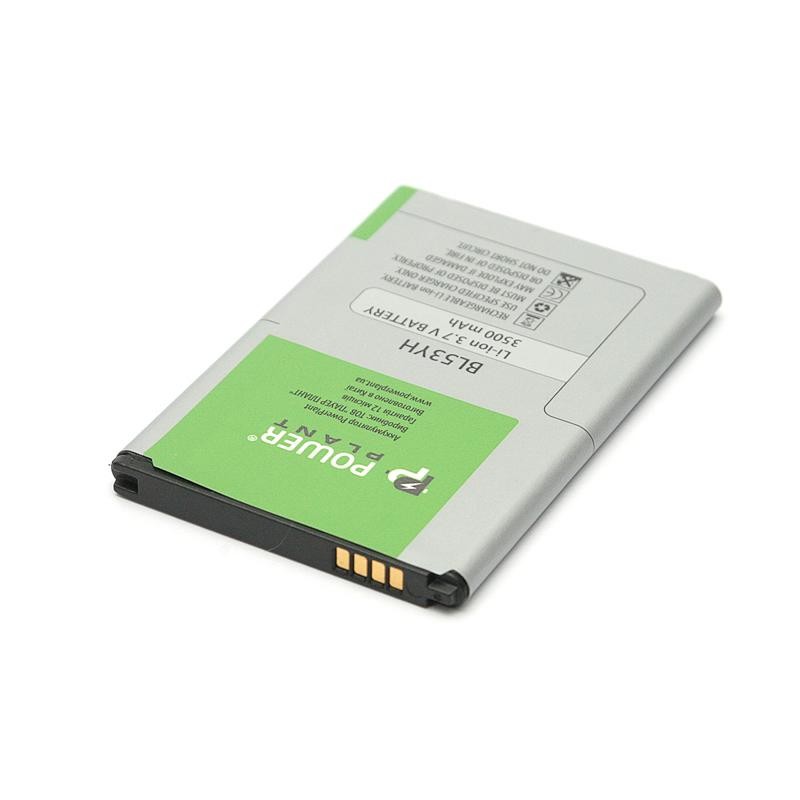 POWER®
PLANT
Аккумулятор PowerPlant
Виробник: ТОВ "ПАУЕР ПЛАНТ"
Гарантія 12 місяців
Виготовлено в Китаї
www.powerplant.ua
BL53YH
Li-ion 3.7 V BATTERY
3500 mAh
RECHARGEABLE LI-ion BATTERY.
USE SPECIFIED CHARGER ONLY.
MUST BE DISPOSED OF PROPERLY.
MAY EXPLODE IF DAMAGED
OR DISPOSED OF IN FIRE.
DO NOT SHORT CIRCUIT.